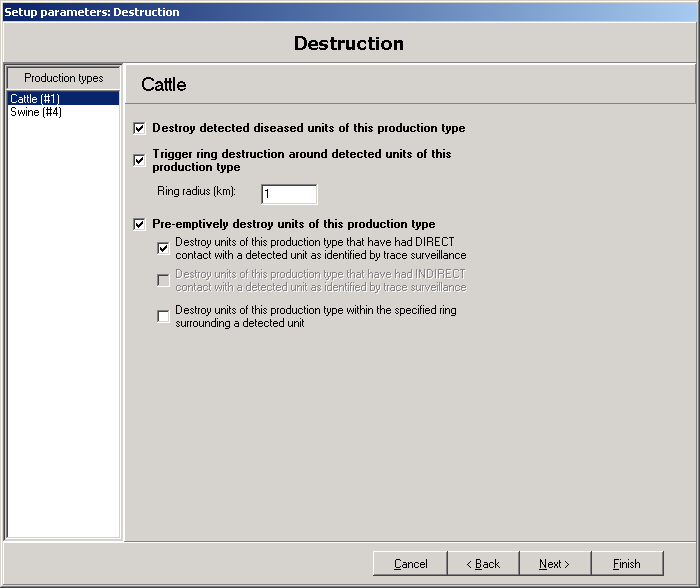 Setup parameters: Destruction
Destruction
Production types
Cattle (#1)
Swine (#4)
Cattle
Destroy detected diseased units of this production type
Trigger ring destruction around detected units of this
production type
Ring radius (km):
1
Pre-emptively destroy units of this production type
Destroy units of this production type that have had DIRECT
contact with a detected unit as identified by trace surveillance
Destroy units of this production type that have had INDIRECT
contact with a detected unit as identified by trace surveillance
Destroy units of this production type within the specified ring
surrounding a detected unit
Cancel
< Back
Next >
Finish